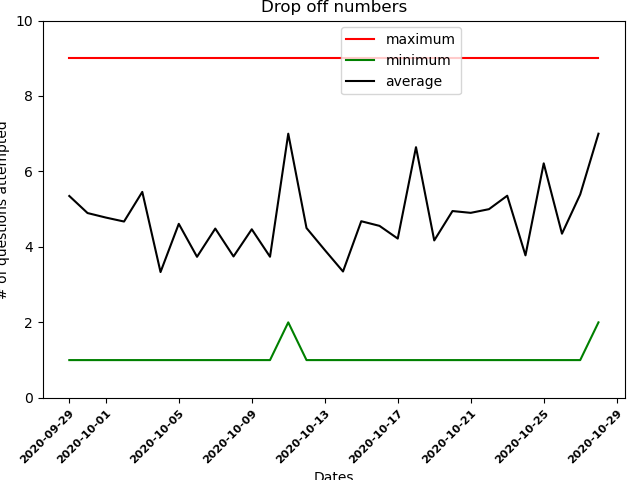 Drop off numbers
maximum
minimum
average
# of questions attempted
10
8
6
4
2
0
2020-09-29
2020-10-01
2020-10-05
2020-10-09
2020-10-13
2020-10-17
2020-10-21
2020-10-25
2020-10-29
Dates